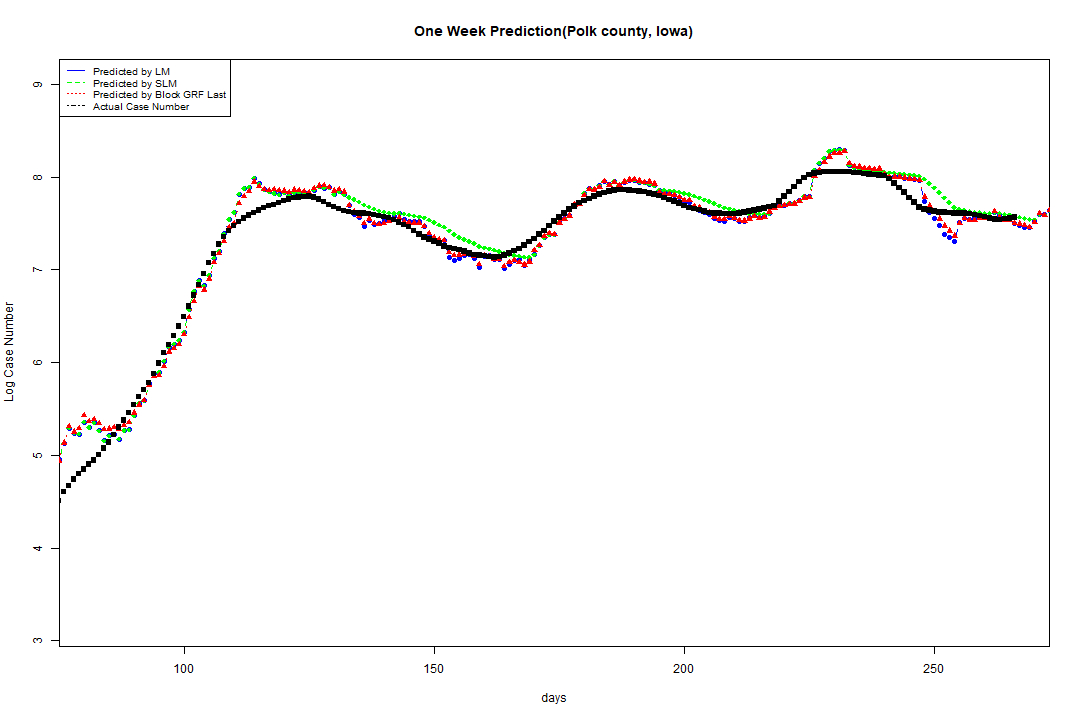 One Week Prediction(Polk county, Iowa)
Predicted by LM
Predicted by SLM
Predicted by Block GRF Last
Actual Case Number
9
8
7
6
5
4
3
Log Case Number
100 150 200 250
days